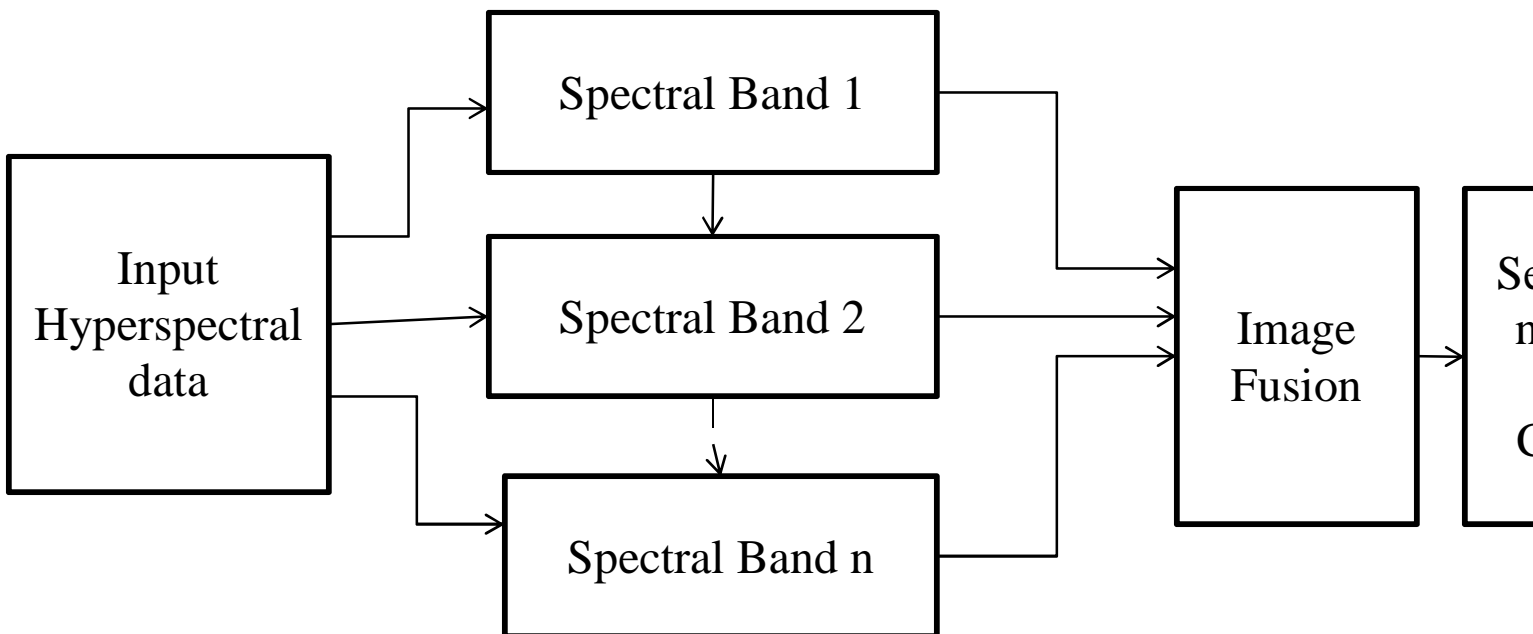 Spectral Band 1
Input
Hyperspectral
data
Spectral Band 2
Spectral Band n
Image
Fusion